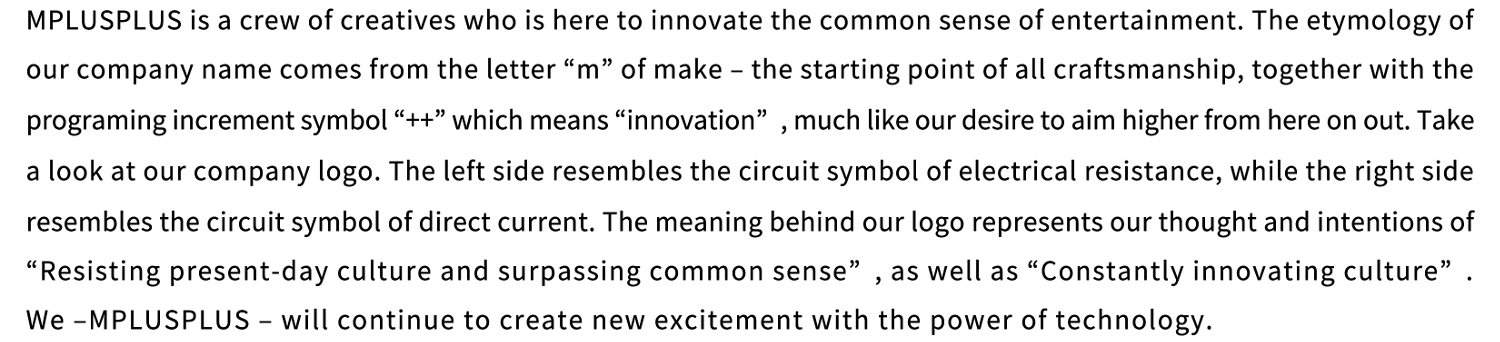 MPLUSPLUS is a crew of creatives who is here to innovate the common sense of entertainment. The etymology of
our company name comes from the letter “m” of make – the starting point of all craftsmanship, together with the
programing increment symbol “++” which means “innovation” , much like our desire to aim higher from here on out. Take
a look at our company logo. The left side resembles the circuit symbol of electrical resistance, while the right side
resembles the circuit symbol of direct current. The meaning behind our logo represents our thought and intentions of
“Resisting present-day culture and surpassing common sense” , as well as “Constantly innovating culture” .
We –MPLUSPLUS – will continue to create new excitement with the power of technology.